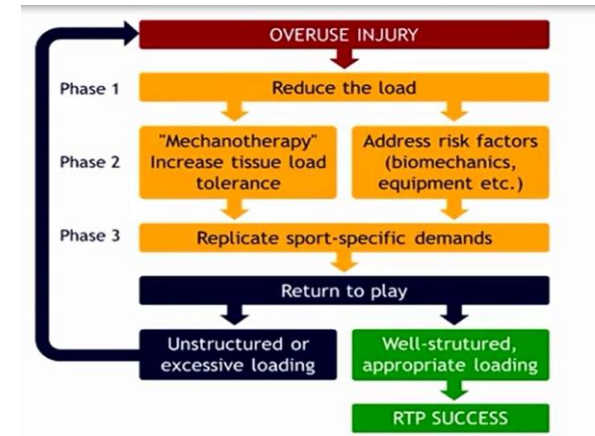 OVERUSE INJURY
Phase 1
Reduce the load
Phase 2
"Mechanotherapy"
Increase tissue load
tolerance
Address risk factors
(biomechanics,
equipment etc.)
Phase 3
Replicate sport-specific demands
Return to play
Unstructured or
excessive loading
Well-strutured,
appropriate loading
RTP SUCCESS